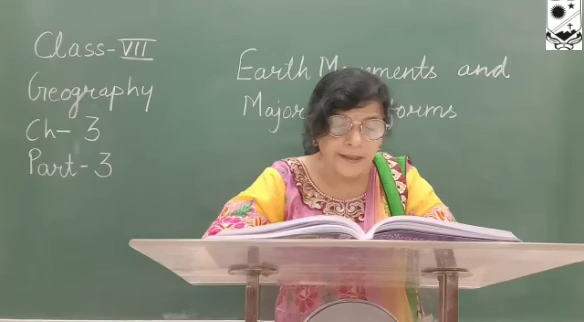 Class-VII
Geography
Ch-3
Part-3
Earth and
Major